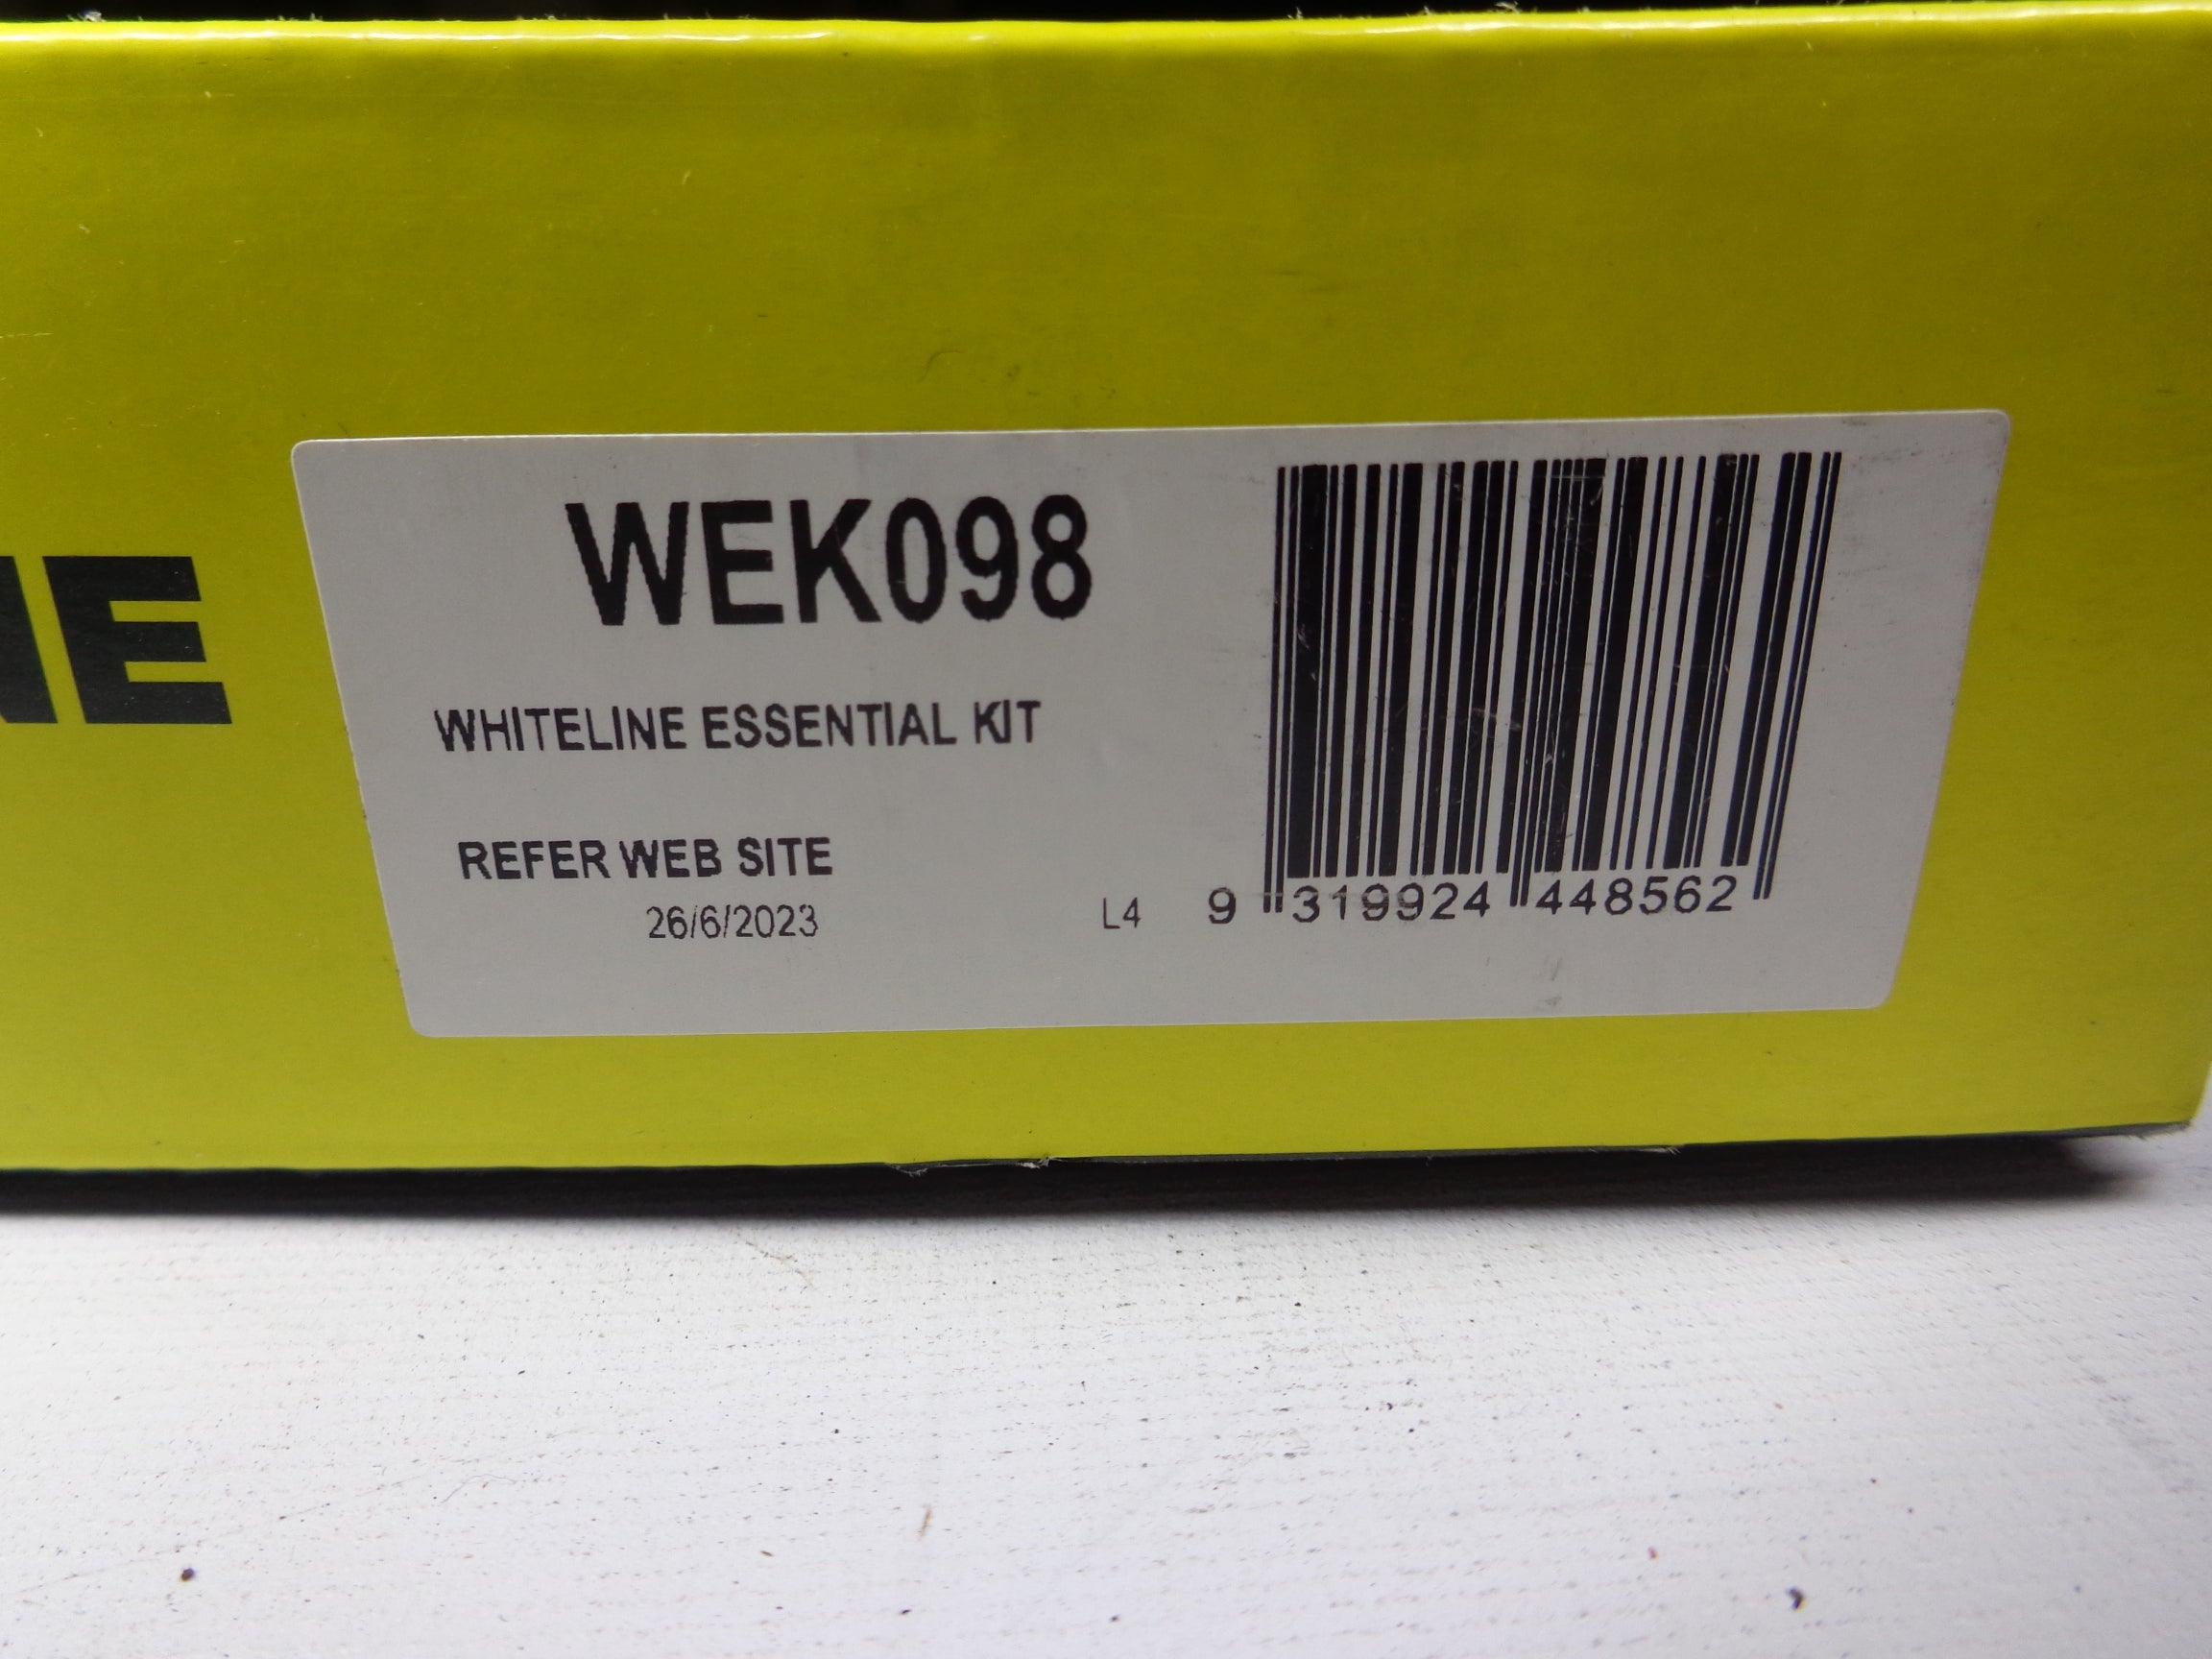 NE
WEK098
WHITELINE ESSENTIAL KIT
REFER WEB SITE
26/6/2023
L4
9 319924 448562